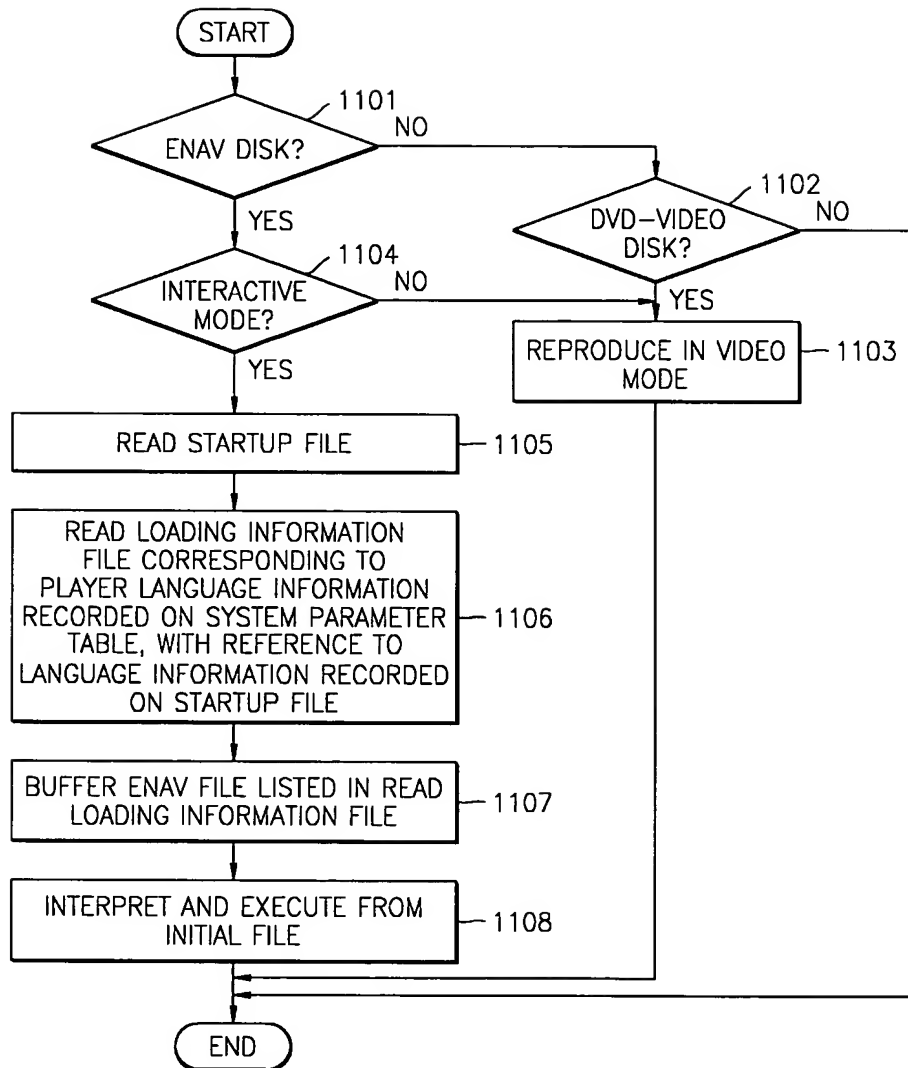 START
1101
ENAV DISK?
NO
YES
1102
DVD-VIDEO
DISK?
NO
YES
1104
INTERACTIVE
MODE?
NO
YES
REPRODUCE IN VIDEO
MODE
1103
READ STARTUP FILE
1105
READ LOADING INFORMATION
FILE CORRESPONDING TO
PLAYER LANGUAGE INFORMATION
RECORDED ON SYSTEM PARAMETER
TABLE, WITH REFERENCE TO
LANGUAGE INFORMATION RECORDED
ON STARTUP FILE
1106
BUFFER ENAV FILE LISTED IN READ
LOADING INFORMATION FILE
1107
INTERPRET AND EXECUTE FROM
INITIAL FILE
1108
END